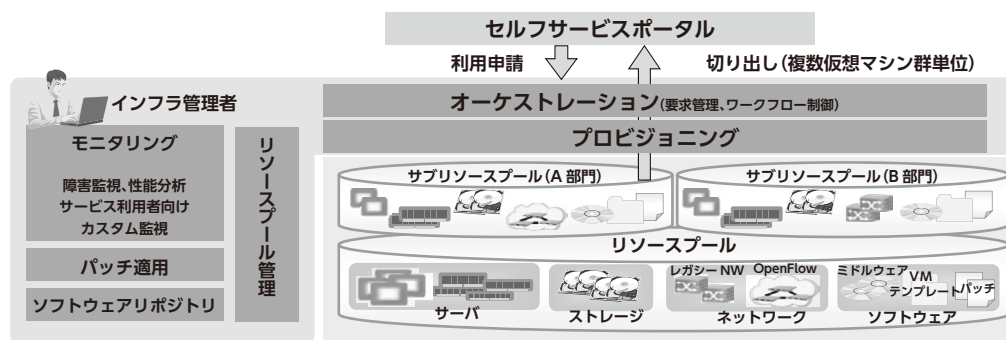 セルフサービスポータル
利用申請
切り出し（複数仮想マシン群単位）
インフラ管理者
モニタリング
障害監視、性能分析
サービス利用者向け
カスタム監視
パッチ適用
ソフトウェアリポジトリ
リソースプール管理
オーケストレーション（要求管理、ワークフロー制御）
プロビジョニング
サブリソースプール（A 部門）
サブリソースプール（B 部門）
リソースプール
サーバ
ストレージ
レガシーNW
OpenFlow
ネットワーク
ミドルウェア
VM
テンプレート
パッチ
ソフトウェア